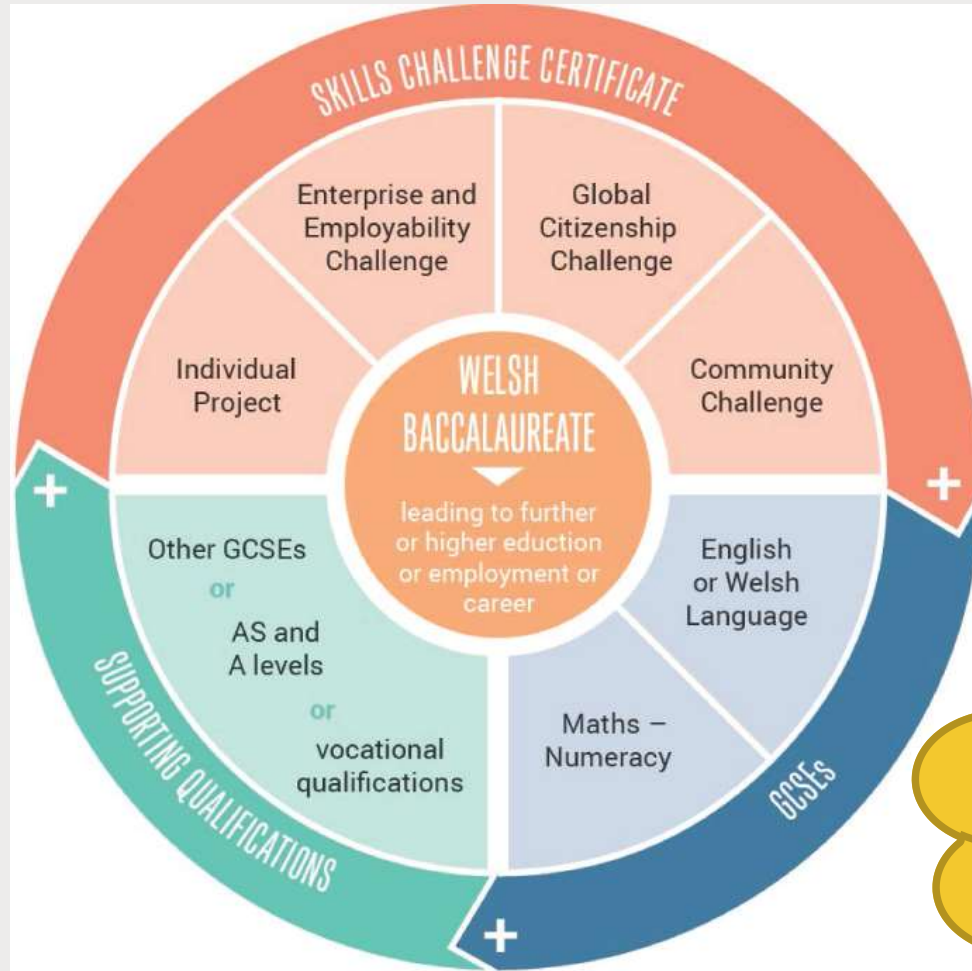 SKILLS CHALLENGE CERTIFICATE
Enterprise and
Employability
Challenge
Global
Citizenship
Challenge
Individual
Project
Community
Challenge
WELSH
BACCALAUREATE
leading to further
or higher eduction
or employment or
career
Other GCSEs
or
AS and
A levels
or
vocational
qualifications
English
or Welsh
Language
Maths –
Numeracy
SUPPORTING QUALIFICATIONS
GCSEs
+
+
+